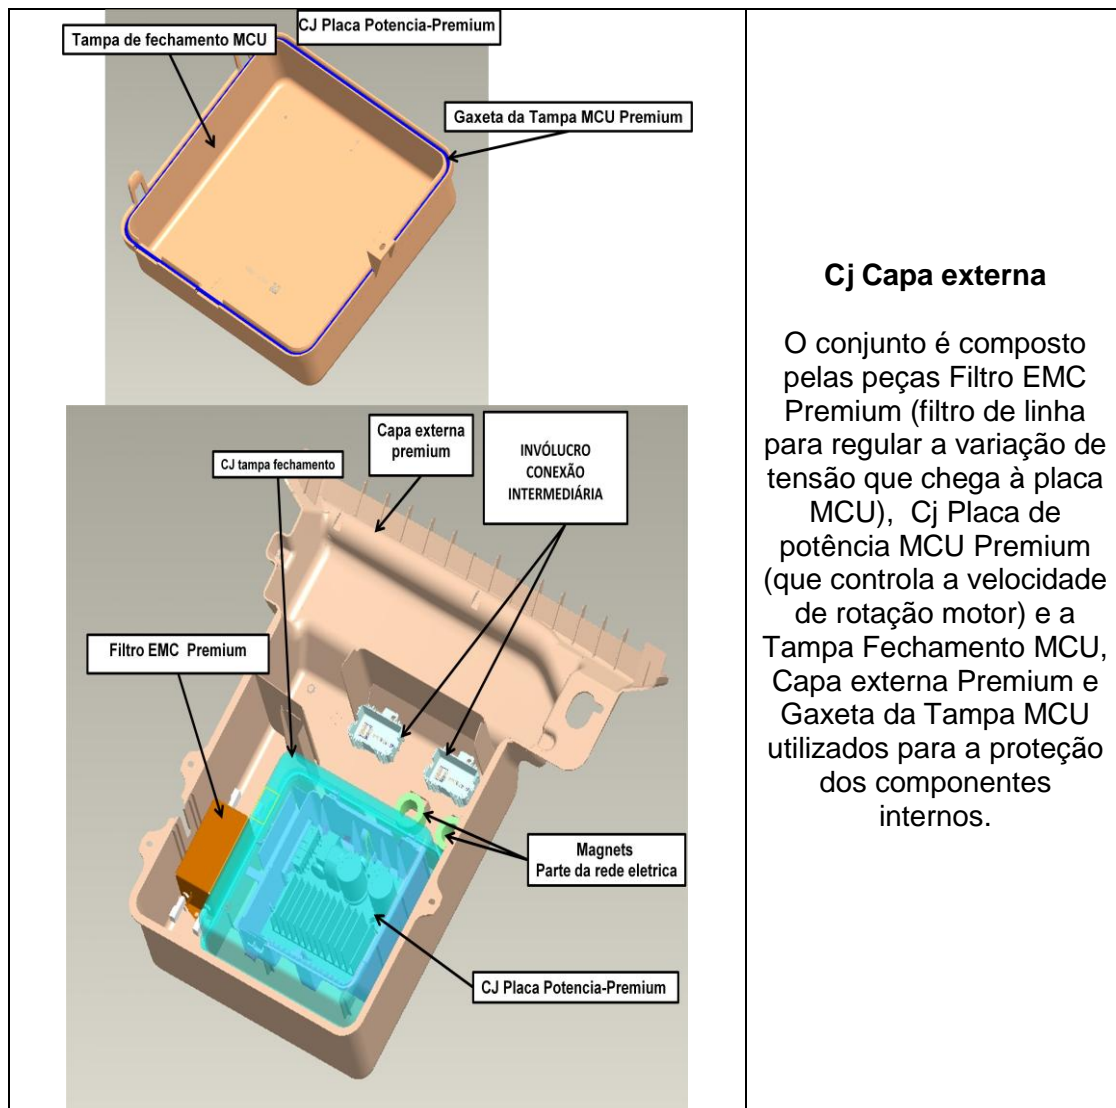 CJ Placa Potencia-Premium
Tampa de fechamento MCU
Gaxeta da Tampa MCU Premium
Capa externa
premium
INVÓLUCRO
CONEXÃO
INTERMEDIÁRIA
CJ tampa fechamento
Filtro EMC Premium
Magnets
Parte da rede eletrica
CJ Placa Potencia-Premium
Cj Capa externa
O conjunto é composto
pelas peças Filtro EMC
Premium (filtro de linha
para regular a variação de
tensão que chega à placa
MCU), Cj Placa de
potência MCU Premium
(que controla a velocidade
de rotação motor) e a
Tampa Fechamento MCU,
Capa externa Premium e
Gaxeta da Tampa MCU
utilizados para a proteção
dos componentes
internos.